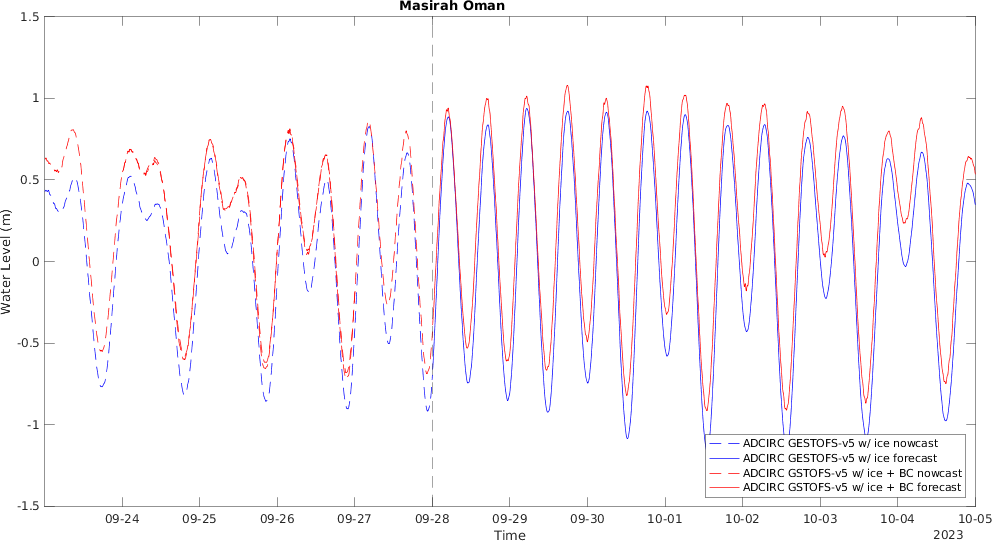 Masirah Oman
1.5
1
0.5
0
-0.5
-1
-1.5
Water Level (m)
09-24 09-25 09-26 09-27 09-28 09-29 09-30 10-01 10-02 10-03 10-04 10-05
Time
2023
ADCIRC GESTOFS-v5 w/ ice nowcast
ADCIRC GESTOFS-v5 w/ ice forecast
ADCIRC GSTOFS-v5 w/ ice + BC nowcast
ADCIRC GSTOFS-v5 w/ ice + BC forecast